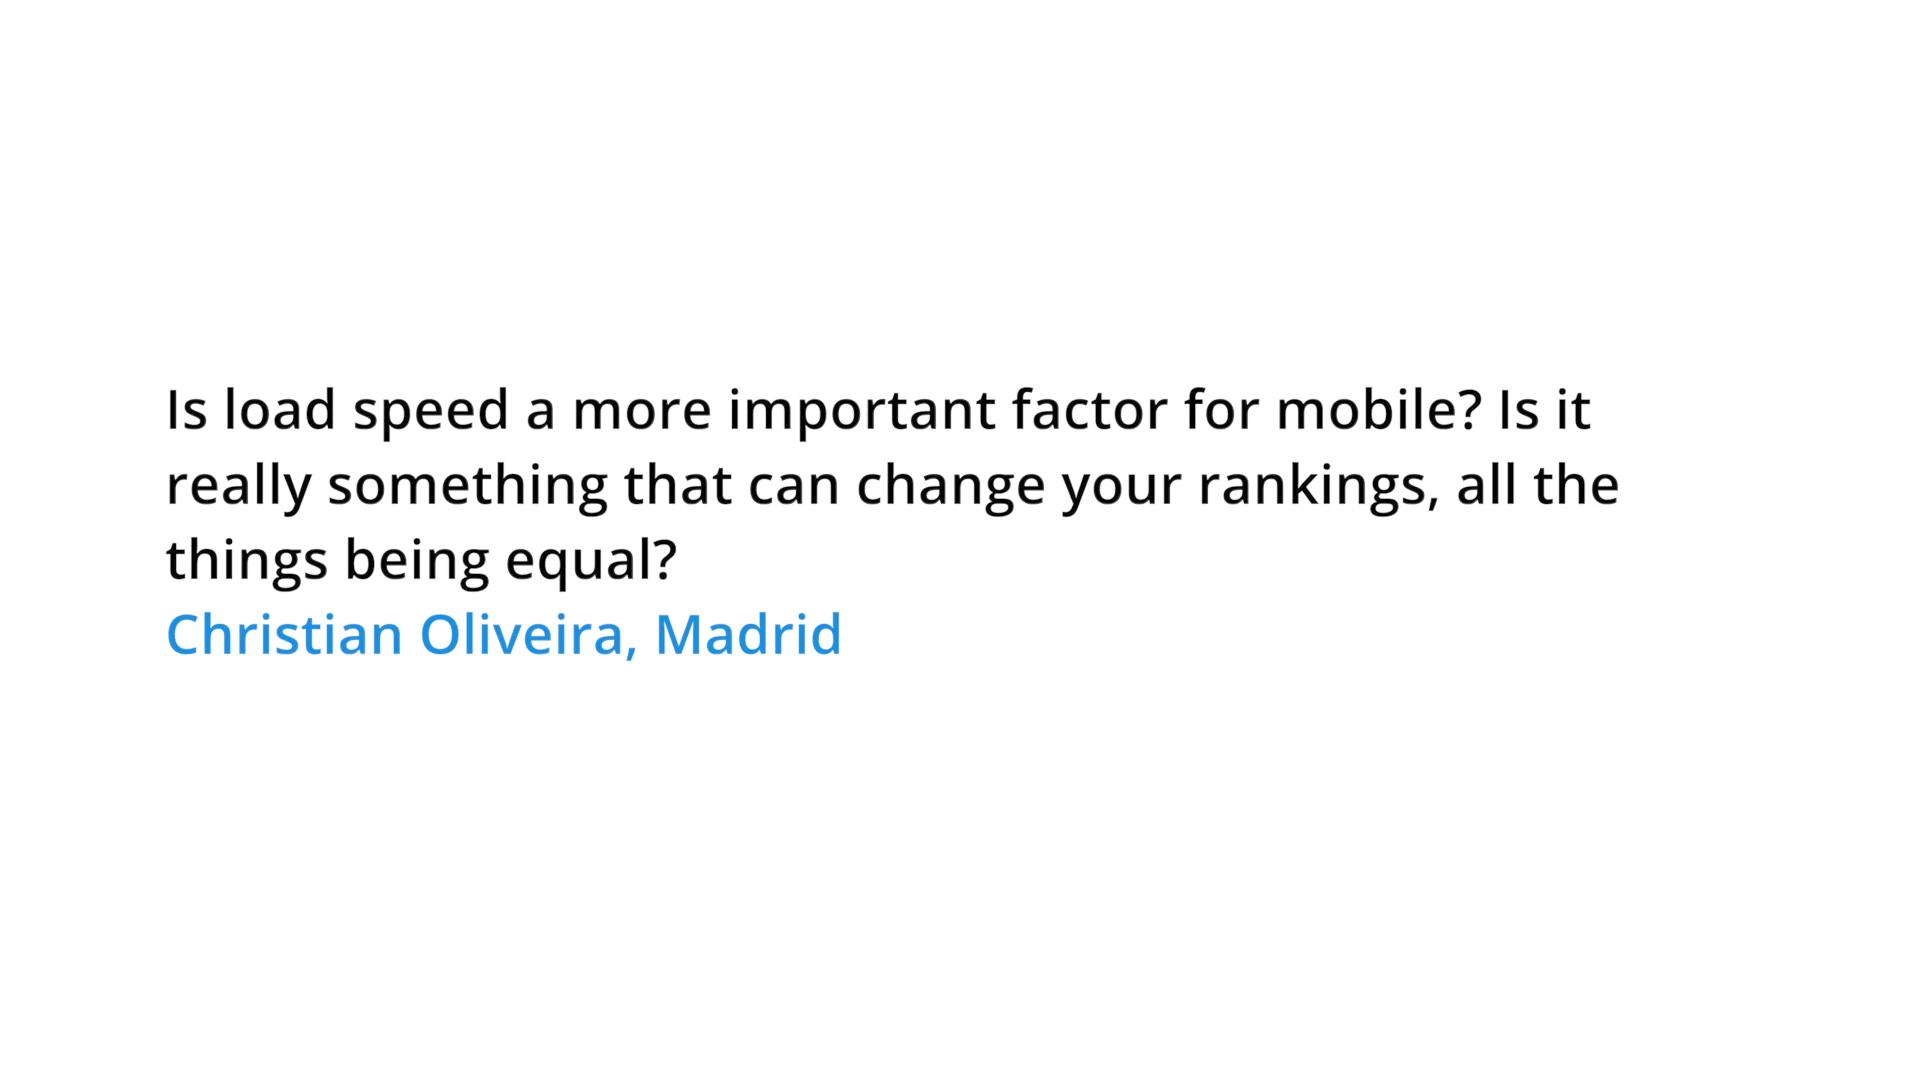 Is load speed a more important factor for mobile? Is it
really something that can change your rankings, all the
things being equal?
Christian Oliveira, Madrid